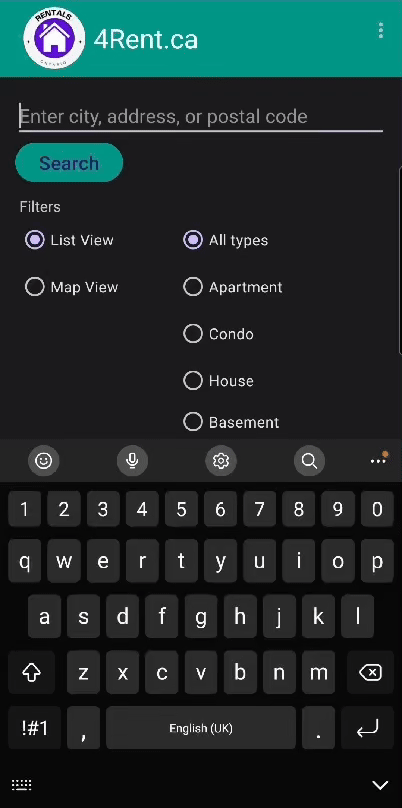 RENTALS
ONTARIO
4Rent.ca
Enter city, address, or postal code
Search
Filters
List View
All types
Map View
Apartment
Condo
House
Basement
1 2 3 4 5 6 7 8 9 0
q w e r t y u i o p
a s d f g h j k l
z x c v b n m
!#1 , English (UK) .